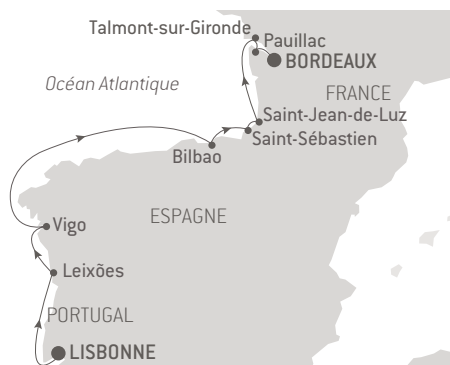 Talmont-sur-Gironde
Pauillac
BORDEAUX
Océan Atlantique
FRANCE
Saint-Jean-de-Luz
Saint-Sébastien
Bilbao
ESPAGNE
Vigo
Leixões
PORTUGAL
LISBONNE